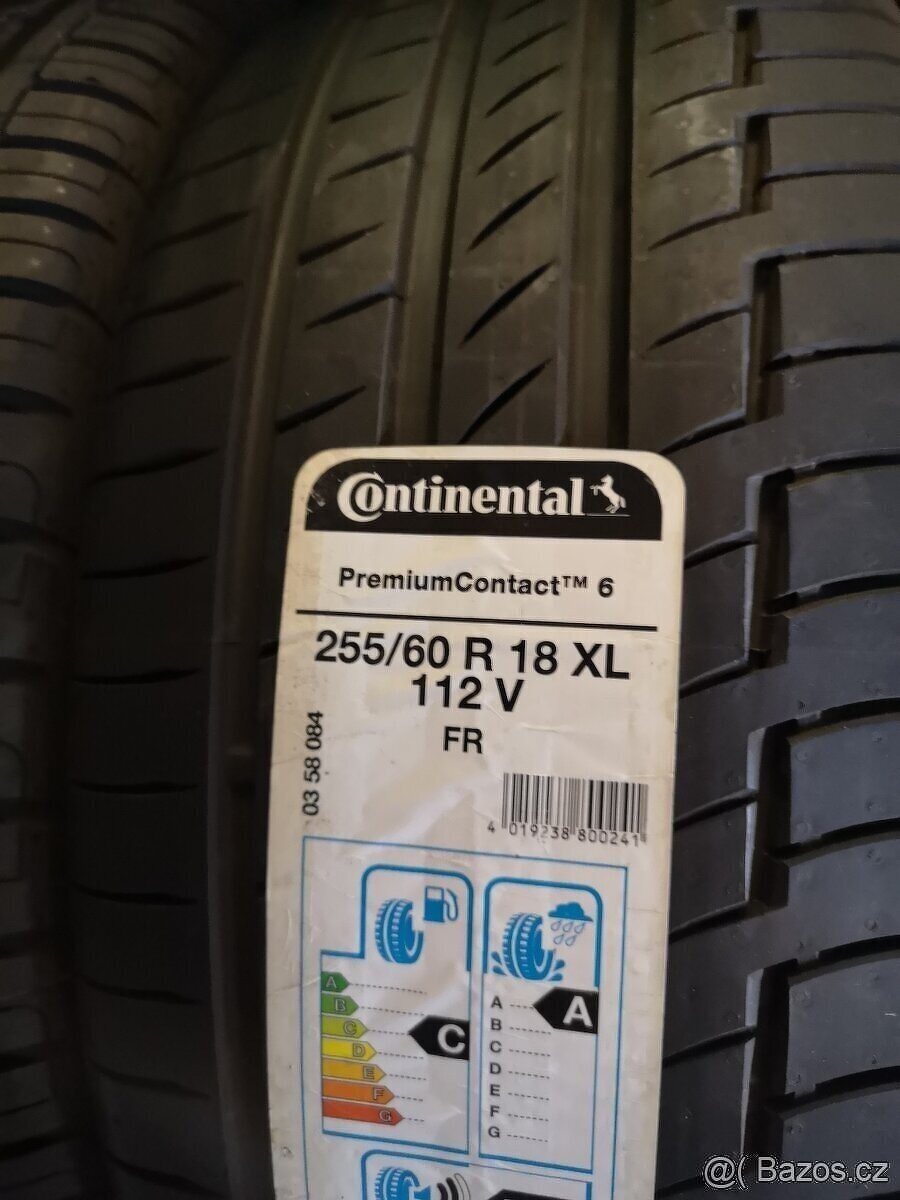 Continental
PremiumContact™ 6
255/60 R 18 XL
112 V
FR
03 58 084
4 019238 800241
A
B
C
D
E
F
G
C
A
B
C
D
E
F
G
A
@( Bazos.cz